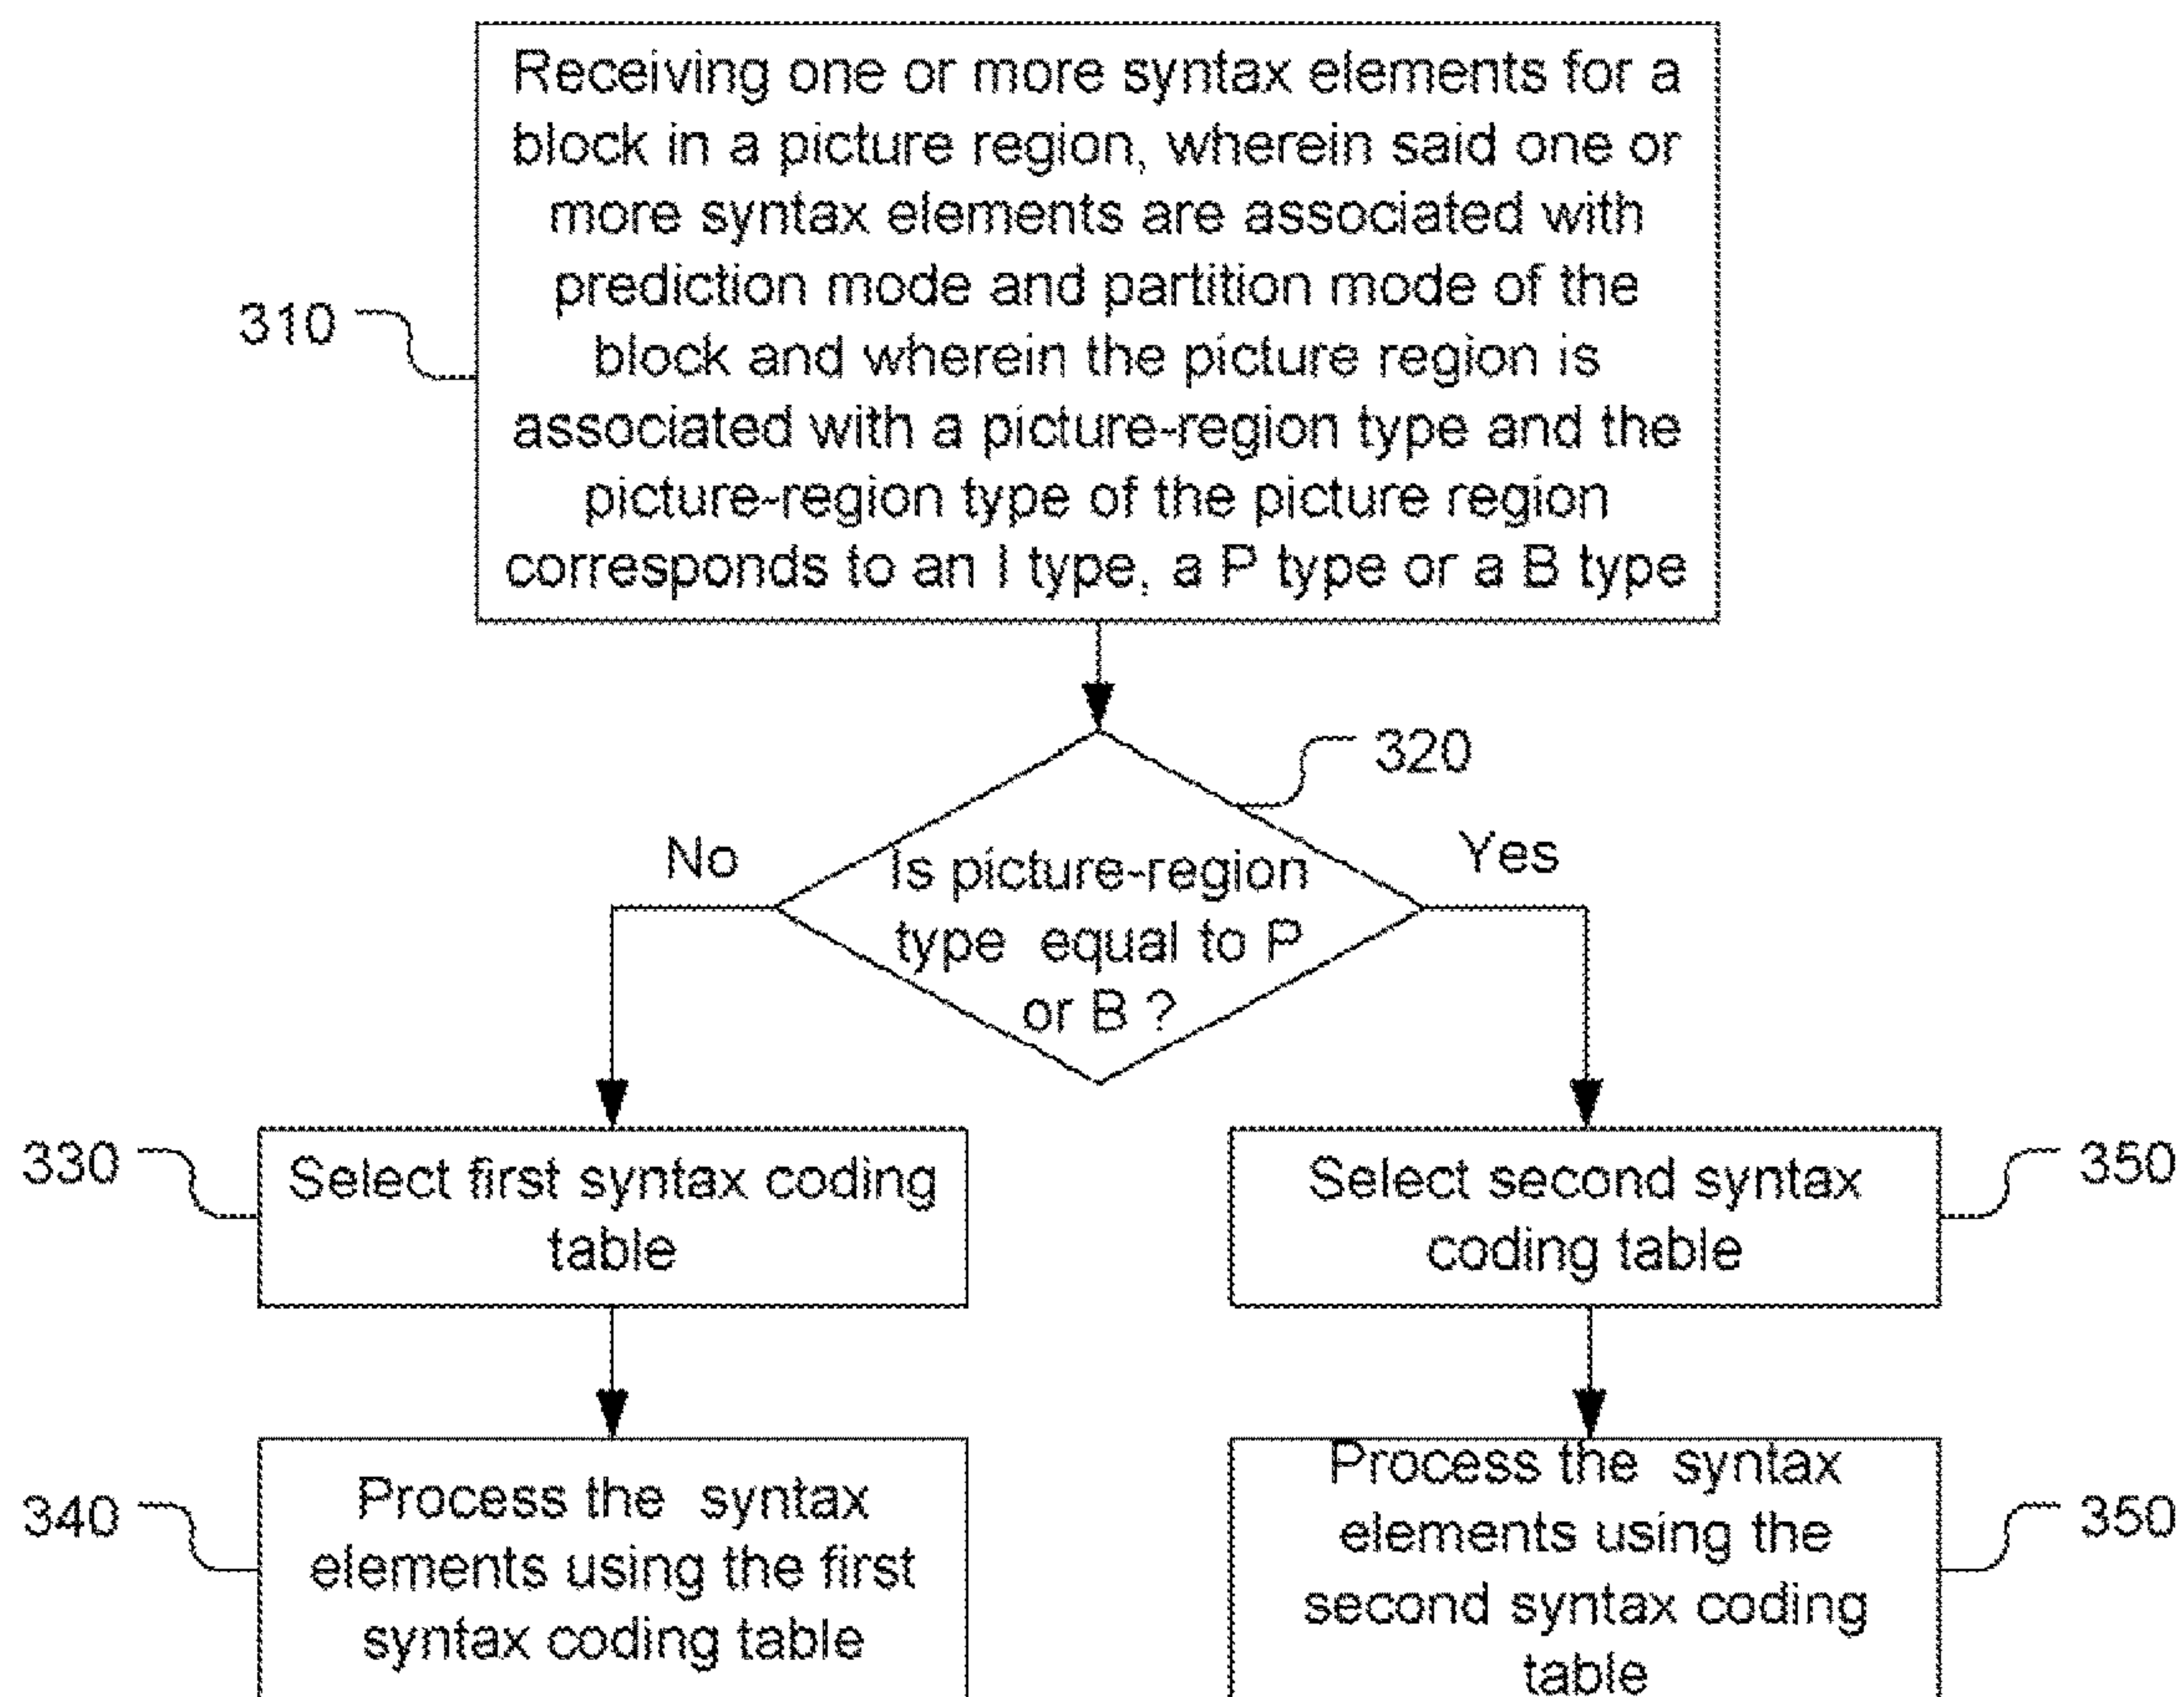 Receiving one or more syntax elements for a
block in a picture region, wherein said one or
more syntax elements are associated with
prediction mode and partition mode of the
block and wherein the picture region is
associated with a picture-region type and the
picture-region type of the picture region
corresponds to an I type, a P type or a B type
310
320
No
Yes
Is picture-region
type equal to P
or B ?
330
Select first syntax coding
table
Select second syntax
coding table
350
340
Process the syntax
elements using the first
syntax coding table
Process the syntax
elements using the
second syntax coding
table
350